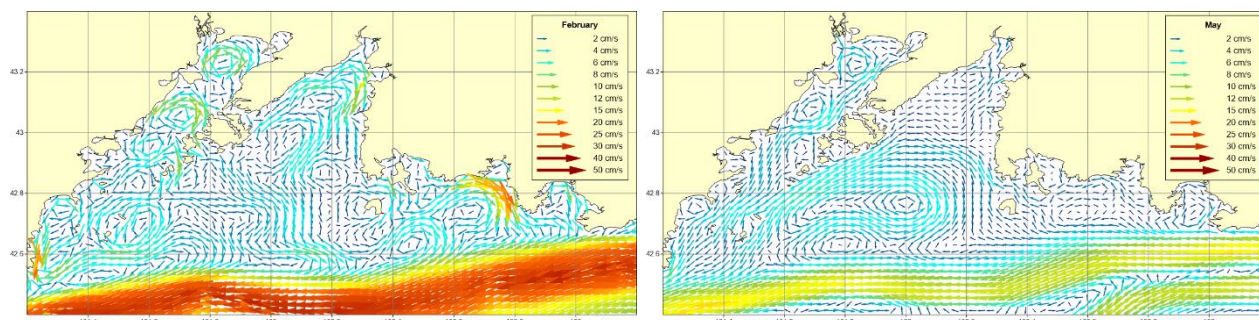 February
2 cm/s
4 cm/s
6 cm/s
8 cm/s
10 cm/s
12 cm/s
15 cm/s
20 cm/s
25 cm/s
30 cm/s
40 cm/s
50 cm/s
43.2
43
42.8
42.6
May
2 cm/s
4 cm/s
6 cm/s
8 cm/s
10 cm/s
12 cm/s
15 cm/s
20 cm/s
25 cm/s
30 cm/s
40 cm/s
50 cm/s
43.2
43
42.8
42.6